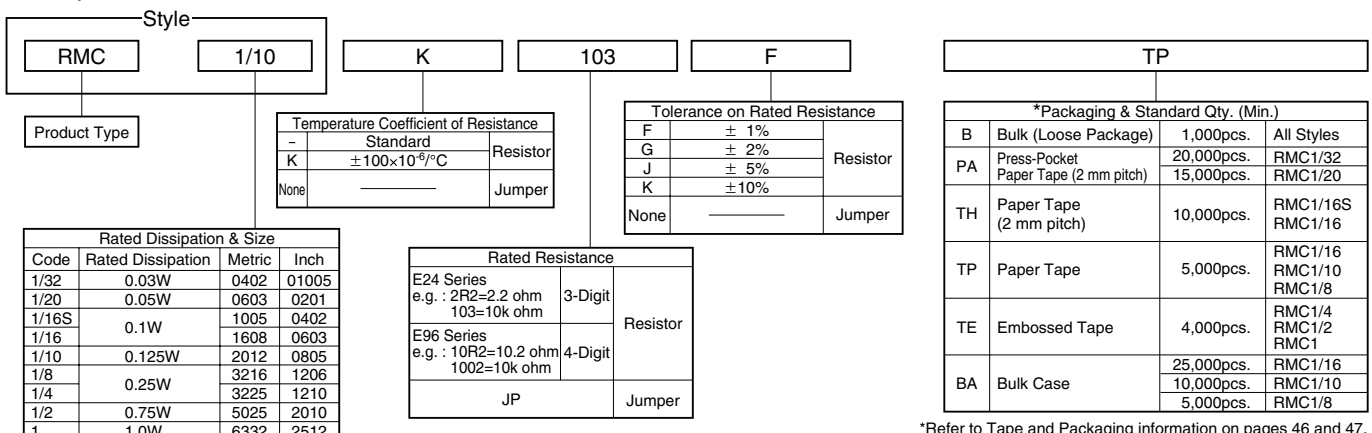 Style
RMC 1/10 K 103 F TP
Product Type
Temperature Coefficient of Resistance
− Standard Resistor
K ±100×10⁻⁶/°C
None ——— Jumper
Tolerance on Rated Resistance
F ± 1% Resistor
G ± 2%
J ± 5%
K ±10%
None ——— Jumper
*Packaging & Standard Qty. (Min.)
B Bulk (Loose Package) 1,000pcs. All Styles
PA Press-Pocket 20,000pcs. RMC1/32
Paper Tape (2 mm pitch) 15,000pcs. RMC1/20
TH Paper Tape
(2 mm pitch) 10,000pcs. RMC1/16S
RMC1/16
TP Paper Tape 5,000pcs. RMC1/16
RMC1/10
RMC1/8
TE Embossed Tape 4,000pcs. RMC1/4
RMC1/2
RMC1
BA Bulk Case 25,000pcs. RMC1/16
10,000pcs. RMC1/10
5,000pcs. RMC1/8
*Refer to Tape and Packaging information on pages 46 and 47.
Rated Dissipation & Size
Code Rated Dissipation Metric Inch
1/32 0.03W 0402 01005
1/20 0.05W 0603 0201
1/16S 0.1W 1005 0402
1/16 1608 0603
1/10 0.125W 2012 0805
1/8 0.25W 3216 1206
1/4 3225 1210
1/2 0.75W 5025 2010
1 1.0W 6332 2512
Rated Resistance
E24 Series
e.g. : 2R2=2.2 ohm 3-Digit Resistor
103=10k ohm
E96 Series
e.g. : 10R2=10.2 ohm 4-Digit
1002=10k ohm
JP Jumper